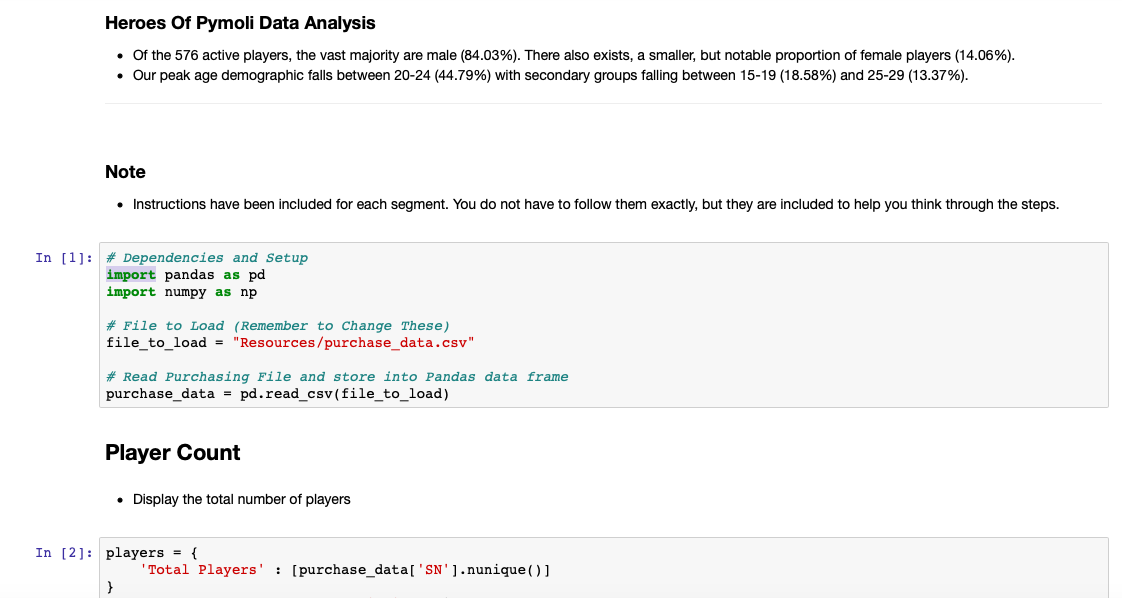 Heroes Of Pymoli Data Analysis
• Of the 576 active players, the vast majority are male (84.03%). There also exists, a smaller, but notable proportion of female players (14.06%).
• Our peak age demographic falls between 20-24 (44.79%) with secondary groups falling between 15-19 (18.58%) and 25-29 (13.37%).
Note
• Instructions have been included for each segment. You do not have to follow them exactly, but they are included to help you think through the steps.
In [1]: # Dependencies and Setup
import pandas as pd
import numpy as np
# File to Load (Remember to Change These)
file_to_load = "Resources/purchase_data.csv"
# Read Purchasing File and store into Pandas data frame
purchase_data = pd.read_csv(file_to_load)
Player Count
• Display the total number of players
In [2]: players = {
'Total Players' : [purchase_data['SN'].nunique()]
}